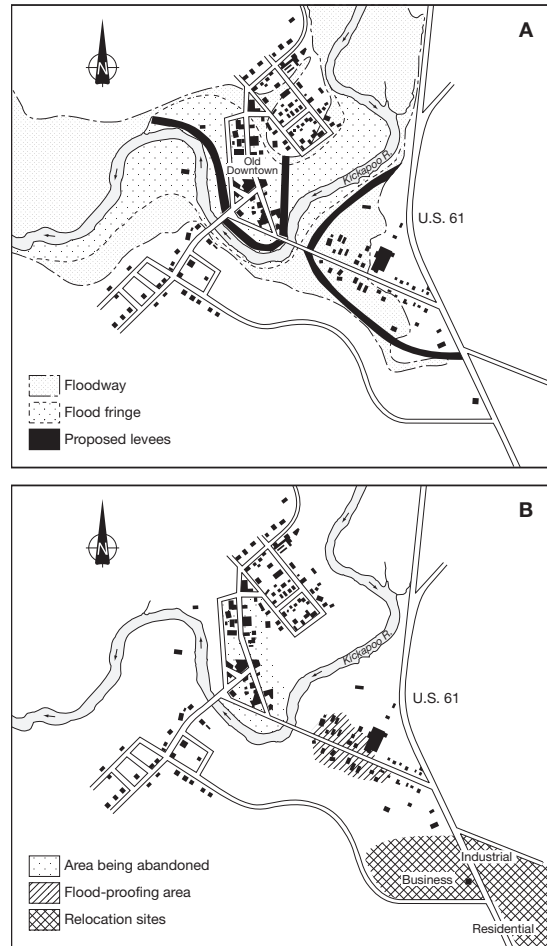 A
N
Old
Downtown
Kickapoo R.
U.S. 61
Floodway
Flood fringe
Proposed levees
B
N
Kickapoo R.
U.S. 61
Area being abandoned
Flood-proofing area
Relocation sites
Industrial
Business
Residential